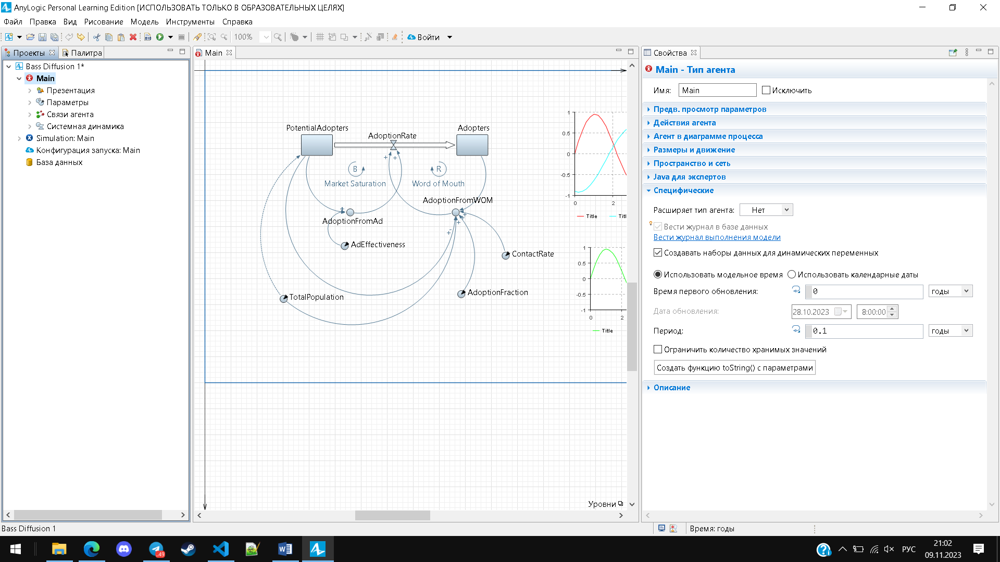 AnyLogic Personal Learning Edition [ИСПОЛЬЗОВАТЬ ТОЛЬКО В ОБРАЗОВАТЕЛЬНЫХ ЦЕЛЯХ]
Файл Правка Вид Рисование Модель Инструменты Справка
100% Войти
Проекты Палитра
Bass Diffusion 1*
Main
Презентация
Параметры
Связи агента
Системная динамика
Simulation: Main
Конфигурация запуска: Main
База данных
Main
PotentialAdopters
AdoptionRate
Adopters
+ +
B
R
Market Saturation
Word of Mouth
AdoptionFromWOM
+
AdoptionFromAd
+
+
-
+
AdEffectiveness
ContactRate
AdoptionFraction
TotalPopulation
1
0.5
0
-0.5
-1
0 2
Title Titl
1
0.5
0
-0.5
-1
0 2
Title
Уровни
Свойства
Main - Тип агента
Имя: Main Исключить
Предв. просмотр параметров
Действия агента
Агент в диаграмме процесса
Размеры и движение
Пространство и сеть
Java для экспертов
Специфические
Расширяет тип агента: Нет
Вести журнал в базе данных
Вести журнал выполнения модели
Создавать наборы данных для динамических переменных
Использовать модельное время Использовать календарные даты
Время первого обновления: 0 годы
Дата обновления: 28.10.2023 8:00:00
Период: 0.1 годы
Ограничить количество хранимых значений
Создать функцию toString() с параметрами
Описание
Bass Diffusion 1
Время: годы
49
РУС
21:02
09.11.2023